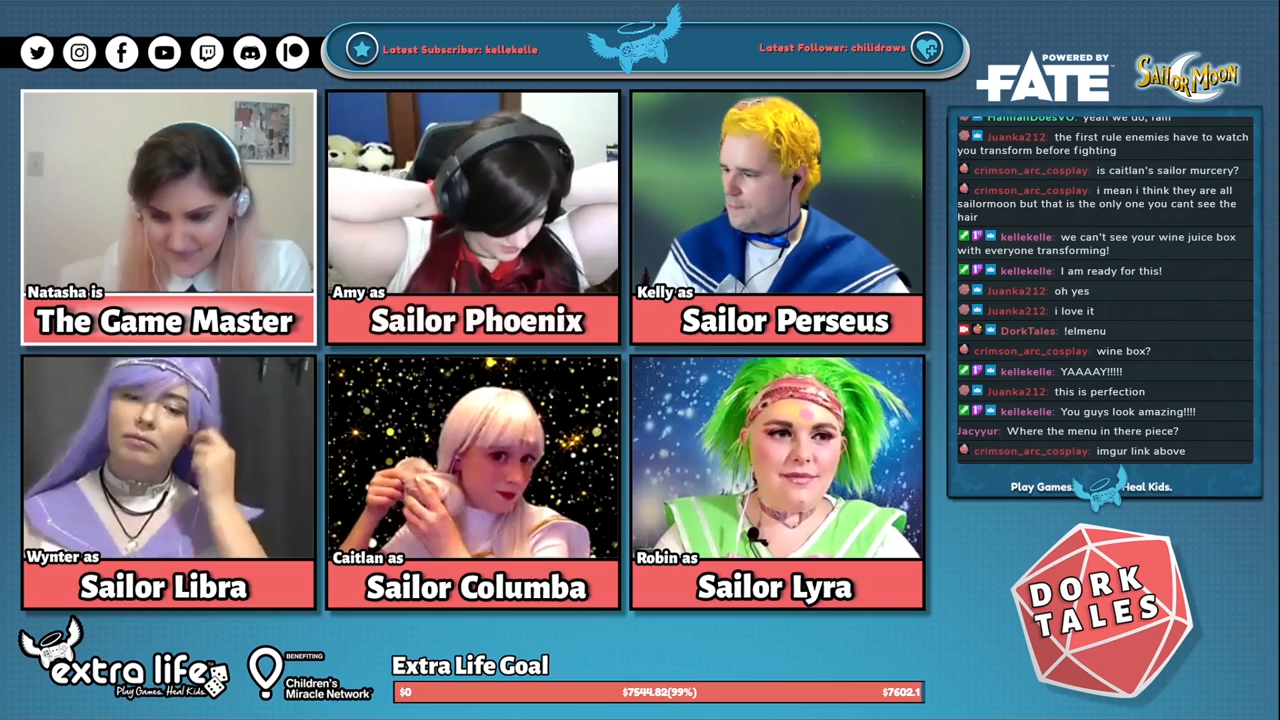 Latest Subscriber: kellekelle
Latest Follower: chilidraws
POWERED BY
FATE
SAILOR MOON
Natasha is
The Game Master
Amy as
Sailor Phoenix
Kelly as
Sailor Perseus
Wynter as
Sailor Libra
Caitlan as
Sailor Columba
Robin as
Sailor Lyra
HannahDoesVO: yeah we do, fam
Juanka212: the first rule enemies have to watch
you transform before fighting
crimson_arc_cosplay: is caitlan's sailor murcery?
crimson_arc_cosplay: i mean i think they are all
sailormoon but that is the only one you cant see the
hair
kellekelle: we can't see your wine juice box
with everyone transforming!
kellekelle: I am ready for this!
Juanka212: oh yes
Juanka212: i love it
DorkTales: !elmenu
crimson_arc_cosplay: wine box?
kellekelle: YAAAAY!!!!!
Juanka212: this is perfection
kellekelle: You guys look amazing!!!!
Jacyyur: Where the menu in there piece?
crimson_arc_cosplay: imgur link above
Play Games. Heal Kids.
DORK
TALES
extra life
Play Games. Heal Kids.
BENEFITING
Children's
Miracle Network
Extra Life Goal
$0 $7544.82(99%) $7602.1